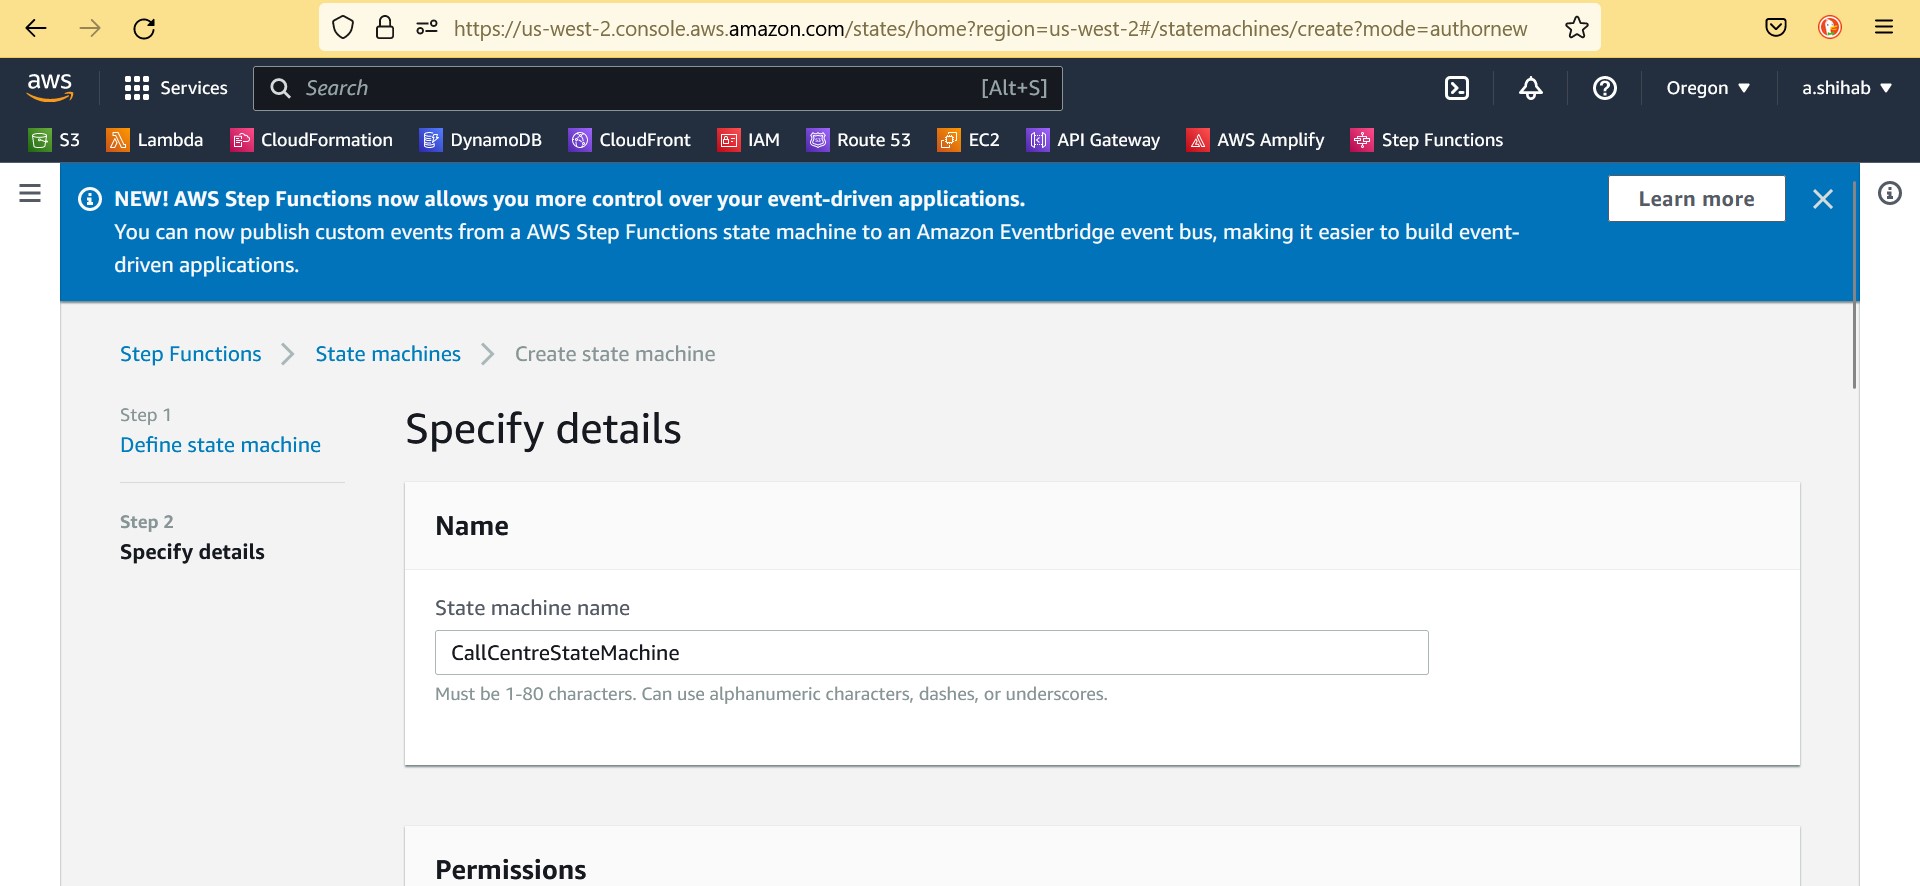 https://us-west-2.console.aws.amazon.com/states/home?region=us-west-2#/statemachines/create?mode=authornew
aws Services Search [Alt+S] Oregon ▼ a.shihab ▼
S3 Lambda CloudFormation DynamoDB CloudFront IAM Route 53 EC2 API Gateway AWS Amplify Step Functions
NEW! AWS Step Functions now allows you more control over your event-driven applications.
Learn more
You can now publish custom events from a AWS Step Functions state machine to an Amazon Eventbridge event bus, making it easier to build event-
driven applications.
Step Functions > State machines > Create state machine
Step 1
Define state machine
Step 2
Specify details
Specify details
Name
State machine name
CallCentreStateMachine
Must be 1-80 characters. Can use alphanumeric characters, dashes, or underscores.
Permissions